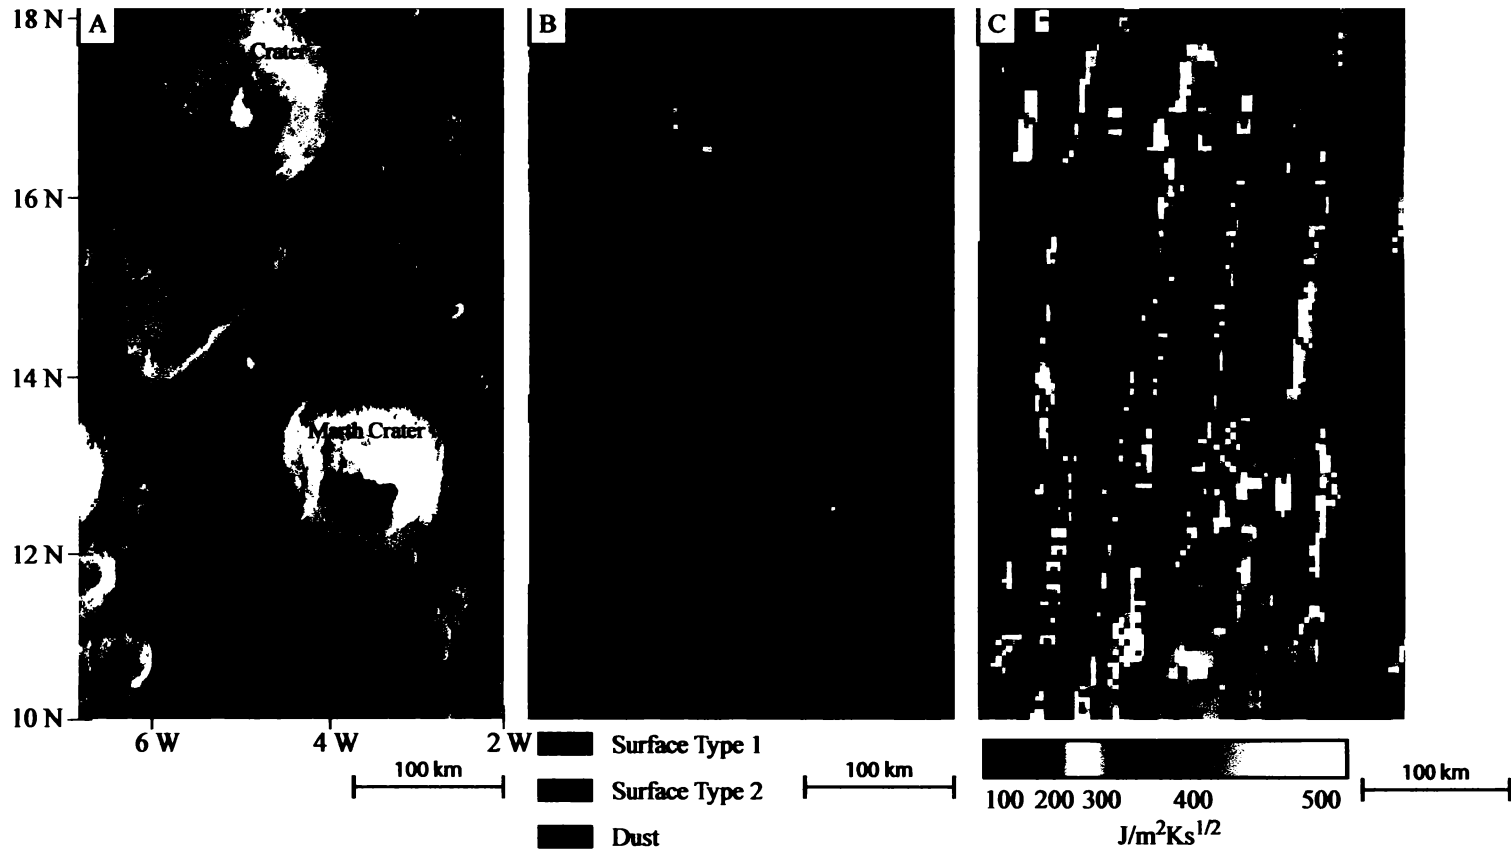 A
B
C
18 N
16 N
14 N
12 N
10 N
Crater
Marth Crater
6 W
4 W
2 W
100 km
Surface Type 1
Surface Type 2
Dust
100 km
100 200 300 400 500
J/m²Ks¹/²
100 km